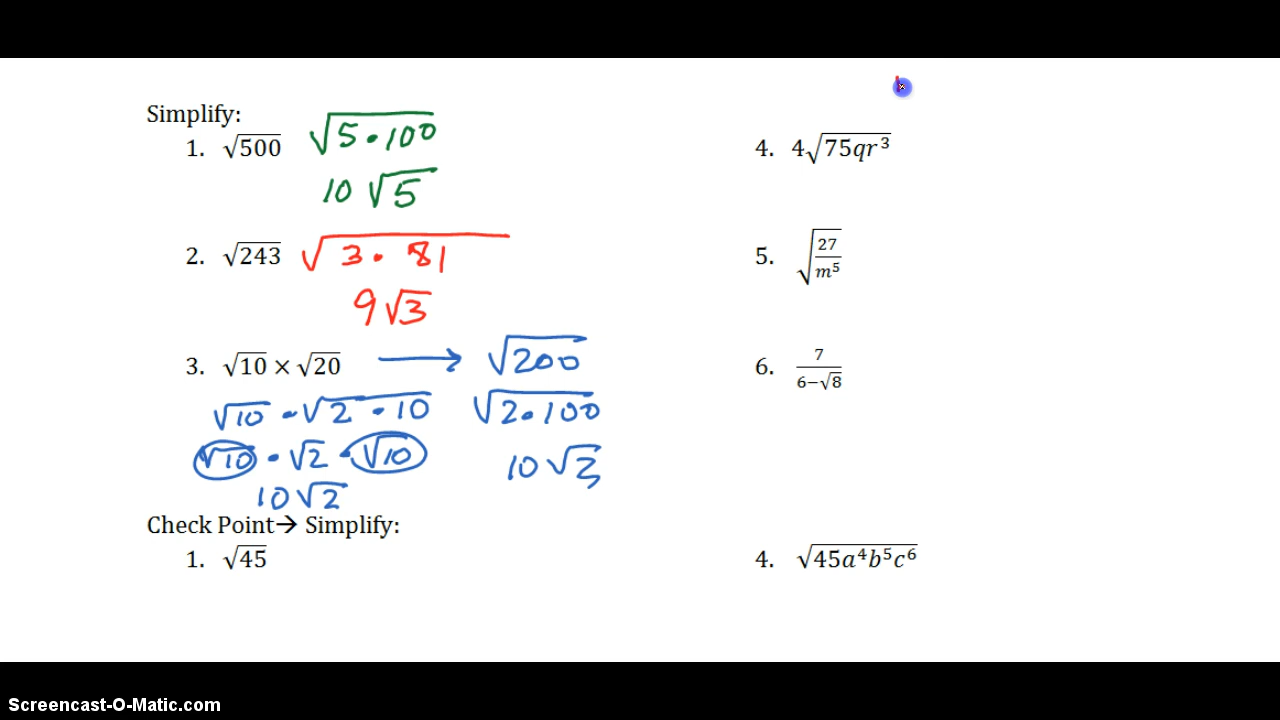 Simplify:
1. √500 √5 • 100
10 √5
2. √243 √3 • 81
9√3
3. √10 × √20 → √200
√10 • √2 • 10 √2 • 100
√10 • √2 • √10 10√2
10√2
Check Point→ Simplify:
1. √45
4. 4√75qr³
5. √27/m⁵
6. 7/6−√8
4. √45a⁴b⁵c⁶
Screencast-O-Matic.com